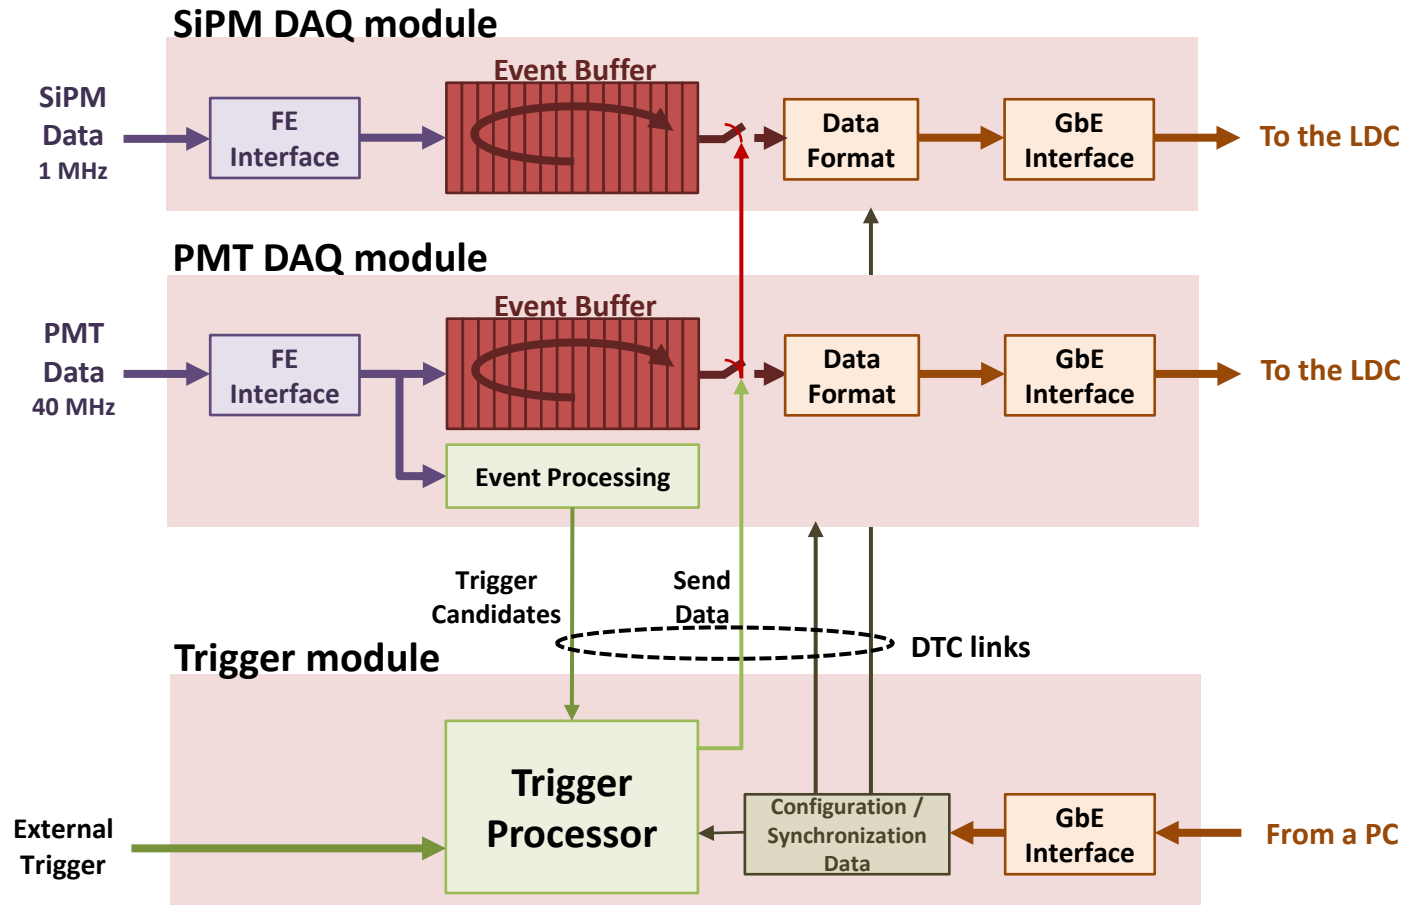 SiPM DAQ module
Event Buffer
SiPM
Data
1 MHz
FE
Interface
Data
Format
GbE
Interface
To the LDC
PMT DAQ module
Event Buffer
PMT
Data
40 MHz
FE
Interface
Data
Format
GbE
Interface
To the LDC
Event Processing
Trigger
Candidates
Send
Data
DTC links
Trigger module
Trigger
Processor
Configuration /
Synchronization
Data
GbE
Interface
From a PC
External
Trigger